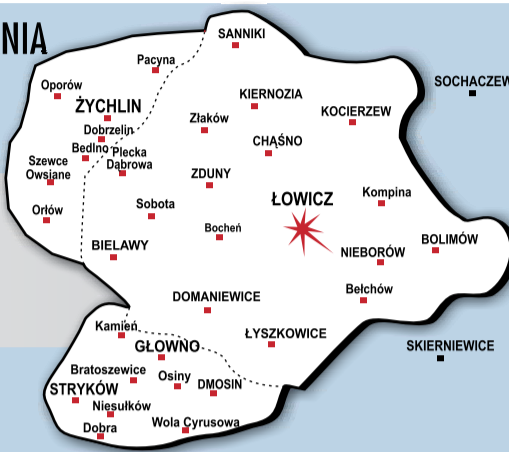 NIA
SANNIKI
Pacyna
SOCHACZEW
Oporów
KIERNOZIA
ŻYCHLIN
KOCIERZEW
Złaków
Dobrzelin
CHĄŚNO
Bedlno
Plecka
Dąbrowa
Szewce
Owsiane
ZDUNY
Kompina
ŁOWICZ
Sobota
Orłów
Bocheń
BIELAWY
NIEBORÓW
BOLIMÓW
Bełchów
DOMANIEWICE
Kamień
ŁYSZKOWICE
GŁOWNO
SKIERNIEWICE
Bratoszewice
Osiny
DMOSIN
STRYKÓW
Niesułków
Dobra
Wola Cyrusowa